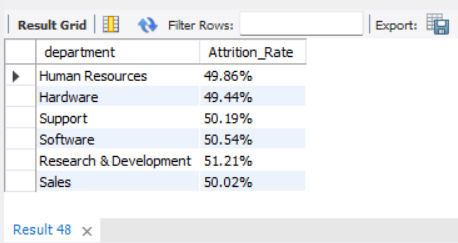 Result Grid Filter Rows: Export:
department Attrition_Rate
Human Resources 49.86%
Hardware 49.44%
Support 50.19%
Software 50.54%
Research & Development 51.21%
Sales 50.02%
Result 48 ×